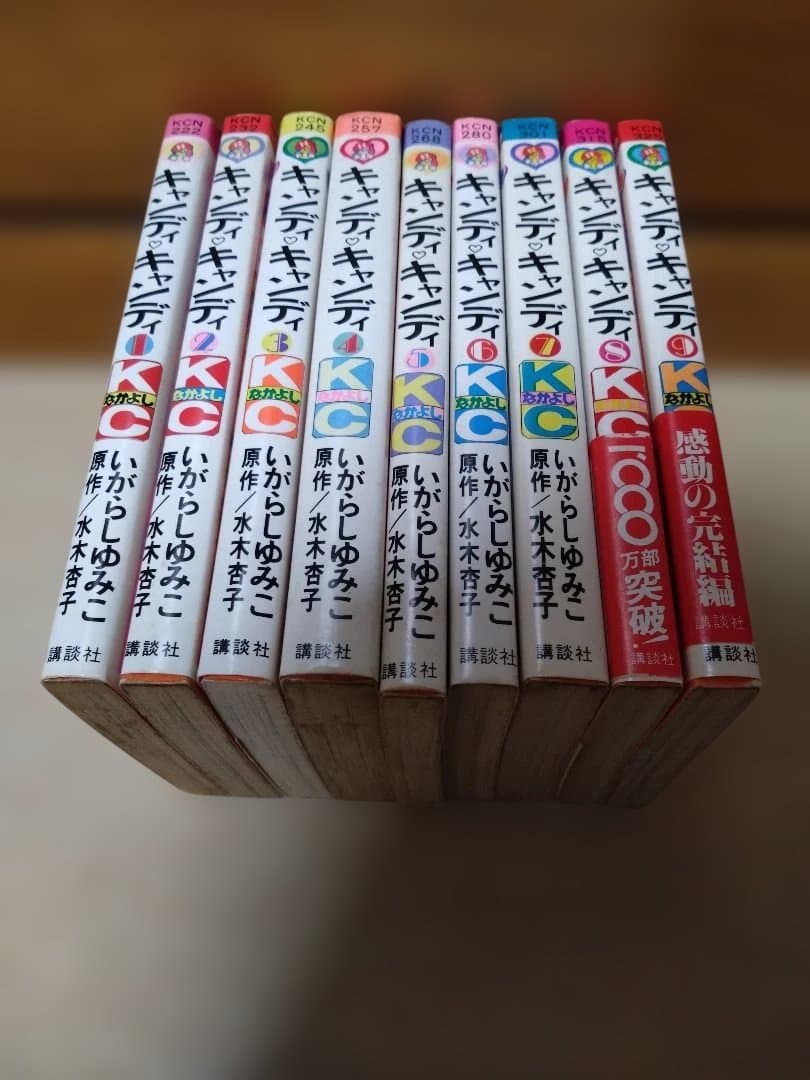 KCN
222
キャンディ♡キャンディ
1
KC
なかよし
いがらしゆみこ
原作/水木杏子
講談社
KCN
232
キャンディ♡キャンディ
2
KC
なかよし
いがらしゆみこ
原作/水木杏子
講談社
KCN
245
キャンディ♡キャンディ
3
KC
なかよし
いがらしゆみこ
原作/水木杏子
講談社
KCN
257
キャンディ♡キャンディ
4
KC
なかよし
いがらしゆみこ
原作/水木杏子
講談社
KCN
268
キャンディ♡キャンディ
5
KC
なかよし
いがらしゆみこ
原作/水木杏子
講談社
KCN
280
キャンディ♡キャンディ
6
KC
なかよし
いがらしゆみこ
原作/水木杏子
講談社
KCN
301
キャンディ♡キャンディ
7
KC
なかよし
いがらしゆみこ
原作/水木杏子
講談社
KCN
315
キャンディ♡キャンディ
8
KC
1,000万部突破!
講談社
KCN
325
キャンディ♡キャンディ
9
K
なかよし
感動の完結編
講談社
講談社